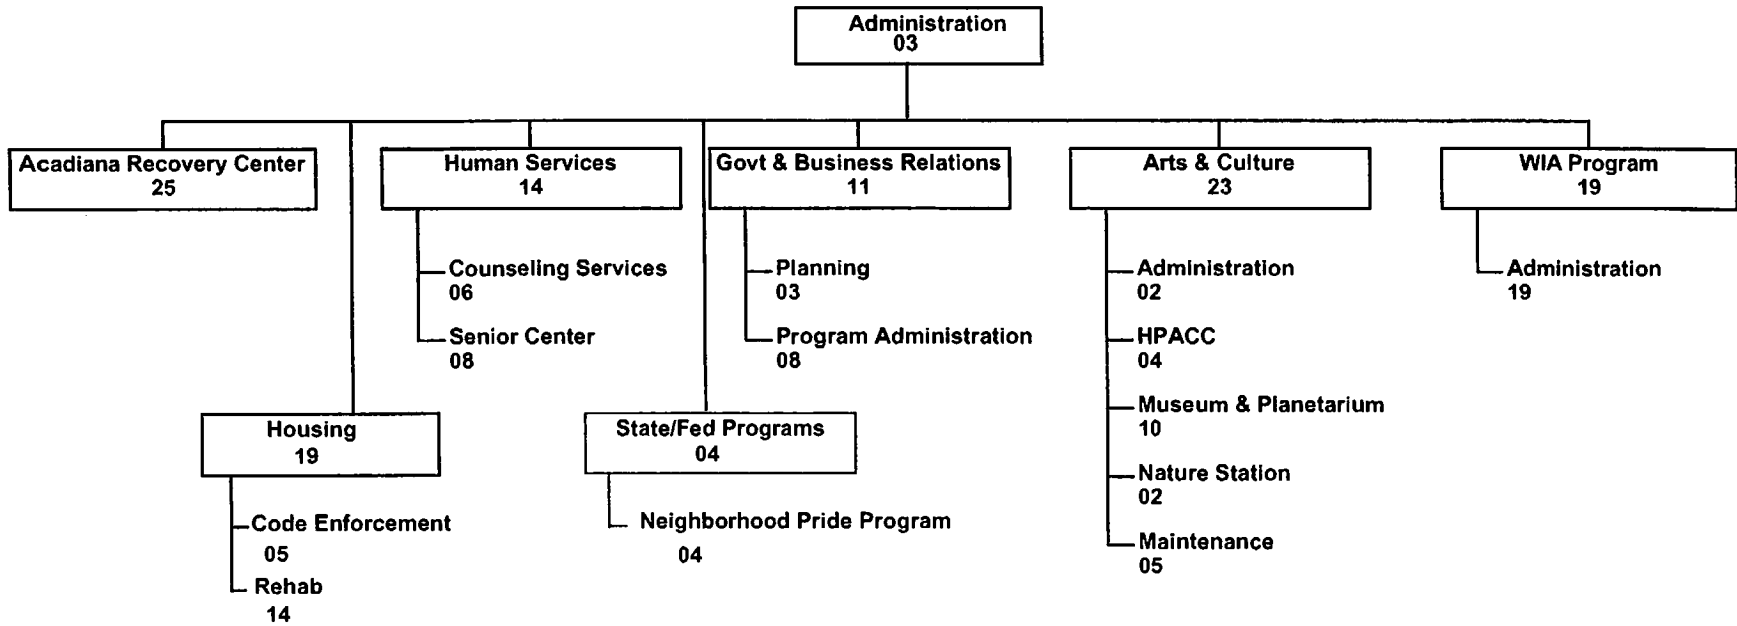 Administration
03
Acadiana Recovery Center
25
Human Services
14
Govt & Business Relations
11
Arts & Culture
23
WIA Program
19
Counseling Services
06
Senior Center
08
Planning
03
Program Administration
08
Administration
02
HPACC
04
Museum & Planetarium
10
Nature Station
02
Maintenance
05
Administration
19
Housing
19
Code Enforcement
05
Rehab
14
State/Fed Programs
04
Neighborhood Pride Program
04